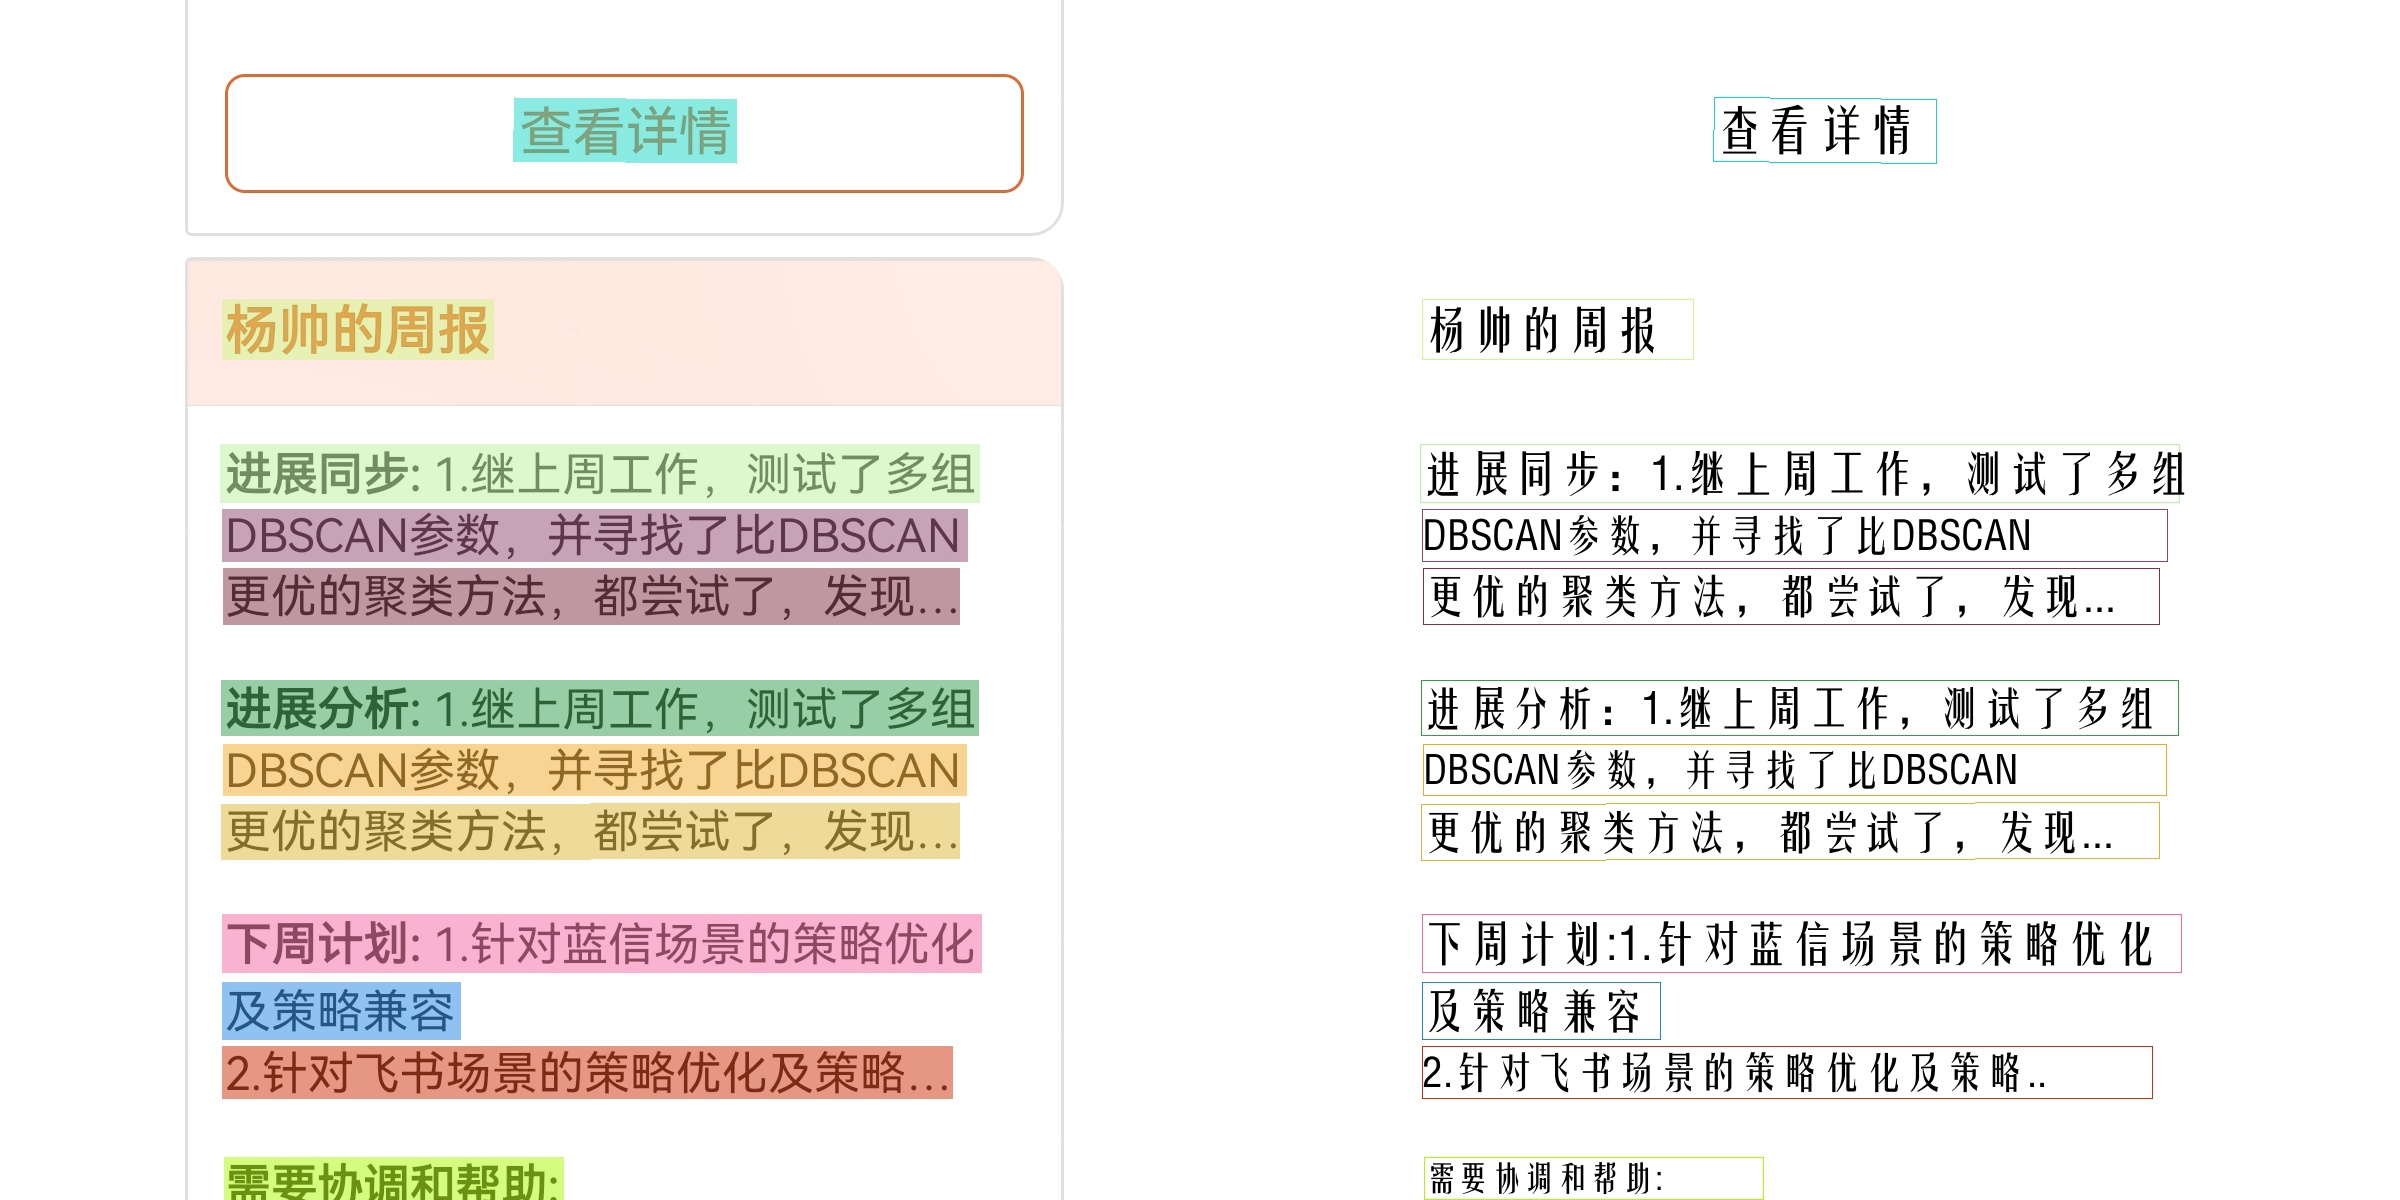 查看详情
杨帅的周报
进展同步: 1.继上周工作，测试了多组
DBSCAN参数，并寻找了比DBSCAN
更优的聚类方法，都尝试了，发现...
进展分析: 1.继上周工作，测试了多组
DBSCAN参数，并寻找了比DBSCAN
更优的聚类方法，都尝试了，发现...
下周计划: 1.针对蓝信场景的策略优化
及策略兼容
2.针对飞书场景的策略优化及策略...
需要协调和帮助:
查看详情
杨帅的周报
进展同步：1.继上周工作，测试了多组
DBSCAN参数，并寻找了比DBSCAN
更优的聚类方法，都尝试了，发现...
进展分析：1.继上周工作，测试了多组
DBSCAN参数，并寻找了比DBSCAN
更优的聚类方法，都尝试了，发现...
下周计划:1.针对蓝信场景的策略优化
及策略兼容
2.针对飞书场景的策略优化及策略..
需要协调和帮助: